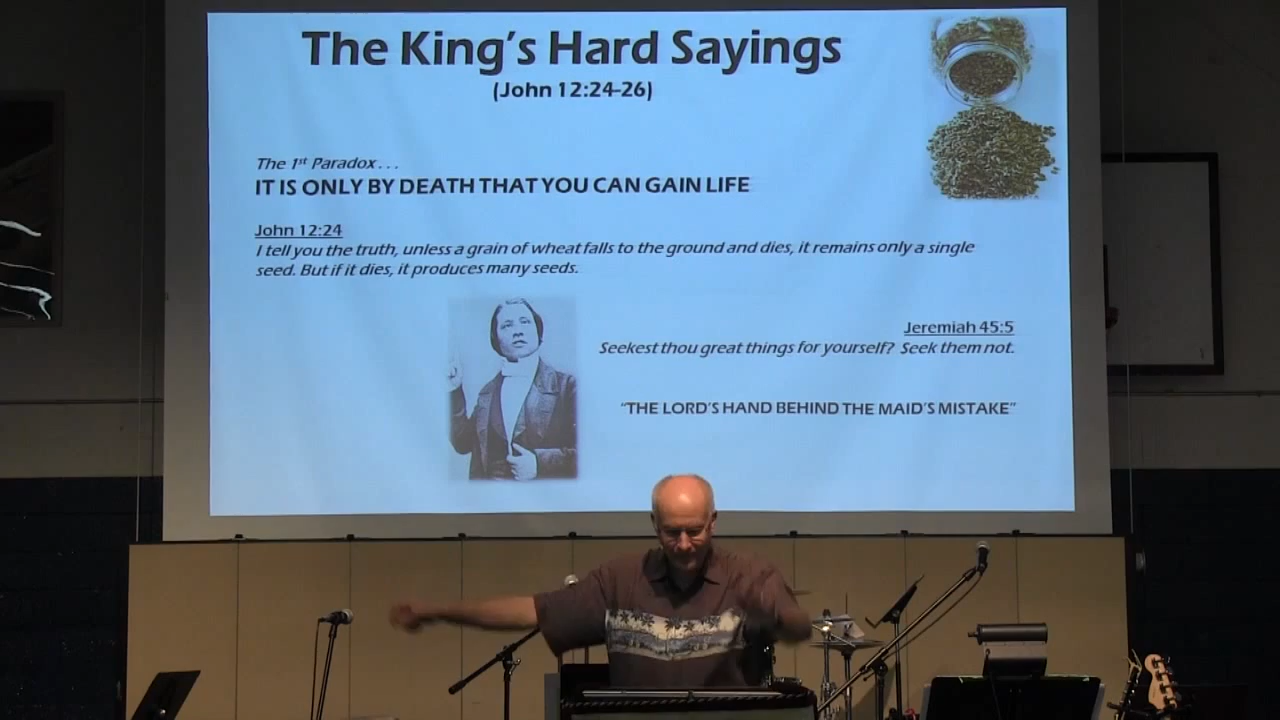 The King's Hard Sayings
(John 12:24-26)
The 1st Paradox . . .
IT IS ONLY BY DEATH THAT YOU CAN GAIN LIFE
John 12:24
I tell you the truth, unless a grain of wheat falls to the ground and dies, it remains only a single
seed. But if it dies, it produces many seeds.
Jeremiah 45:5
Seekest thou great things for yourself? Seek them not.
“THE LORD'S HAND BEHIND THE MAID'S MISTAKE”